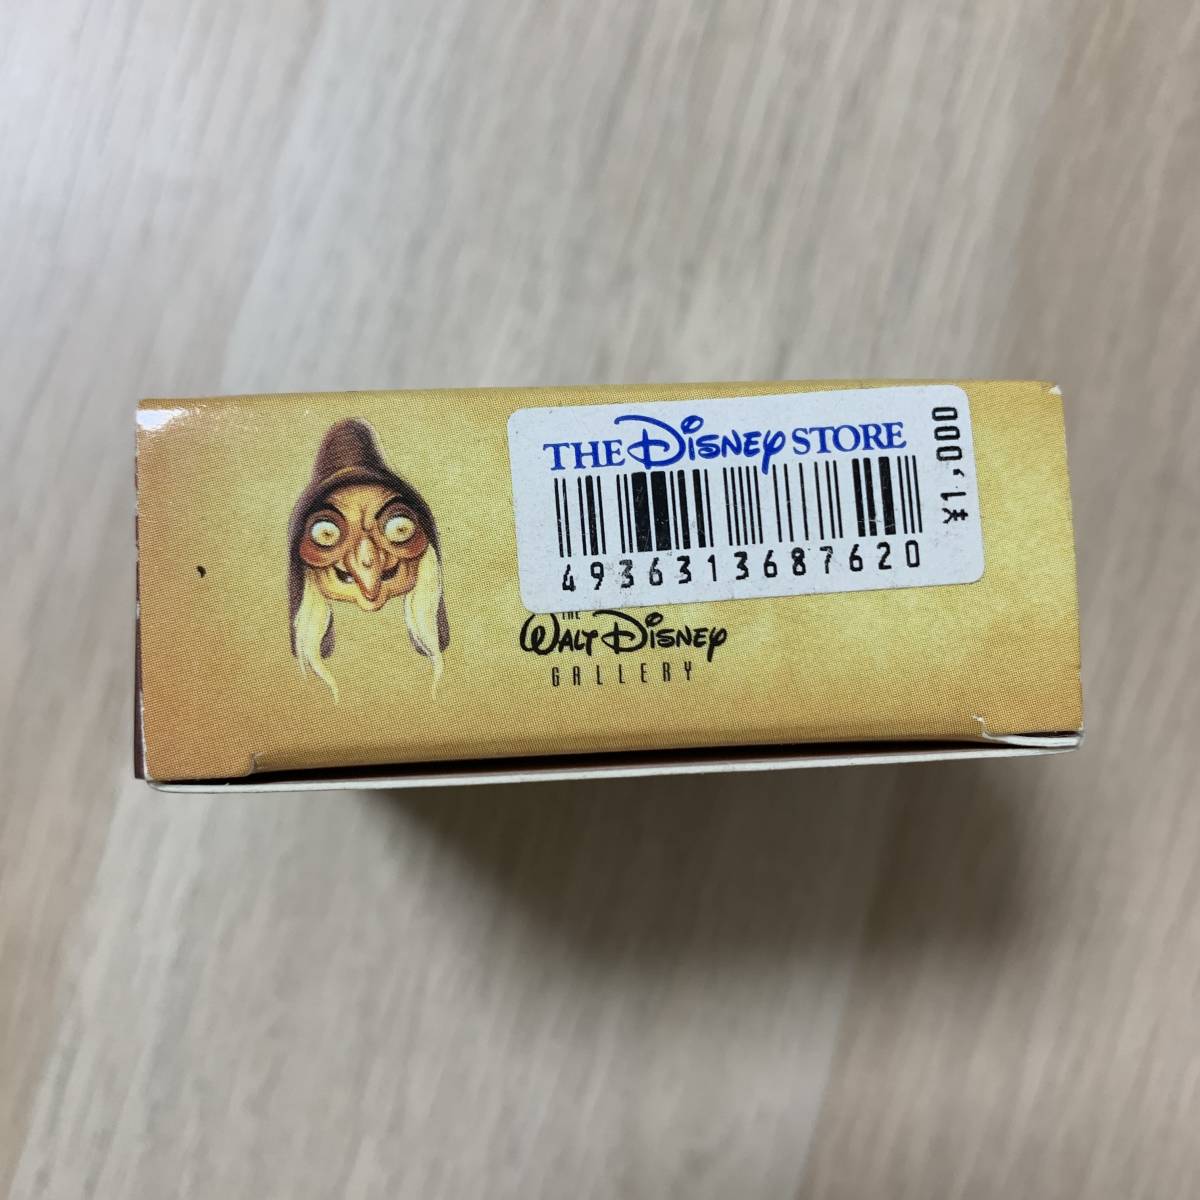 THE DISNEY STORE
¥1,000
4936313687620
THE
WALT DISNEY
GALLERY